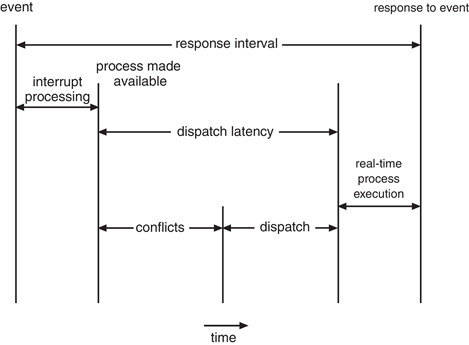 event
response to event
response interval
interrupt
processing
process made
available
dispatch latency
real-time
process
execution
conflicts
dispatch
time